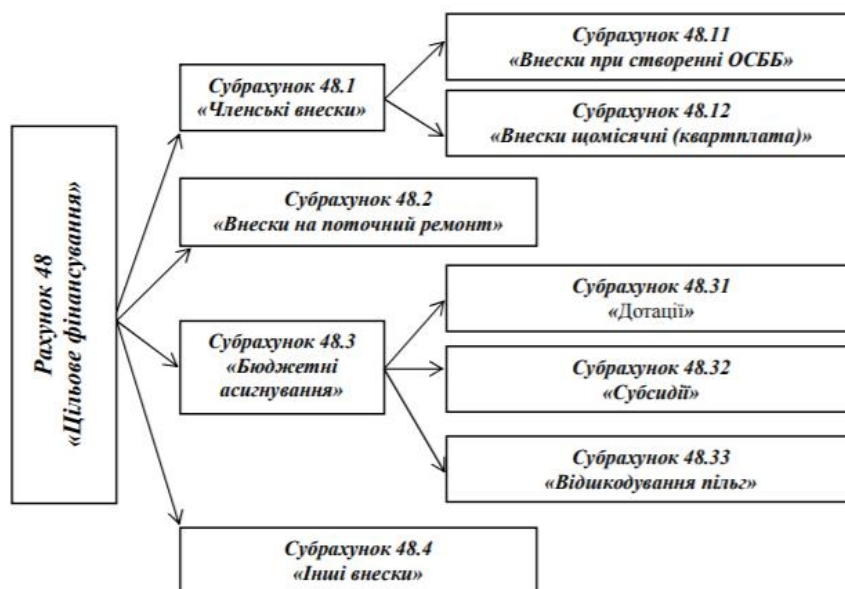 Рахунок 48
«Цільове фінансування»
Субрахунок 48.1
«Членські внески»
Субрахунок 48.11
«Внески при створенні ОСББ»
Субрахунок 48.12
«Внески щомісячні (квартплата)»
Субрахунок 48.2
«Внески на поточний ремонт»
Субрахунок 48.3
«Бюджетні
асигнування»
Субрахунок 48.31
«Дотації»
Субрахунок 48.32
«Субсидії»
Субрахунок 48.33
«Відшкодування пільг»
Субрахунок 48.4
«Інші внески»